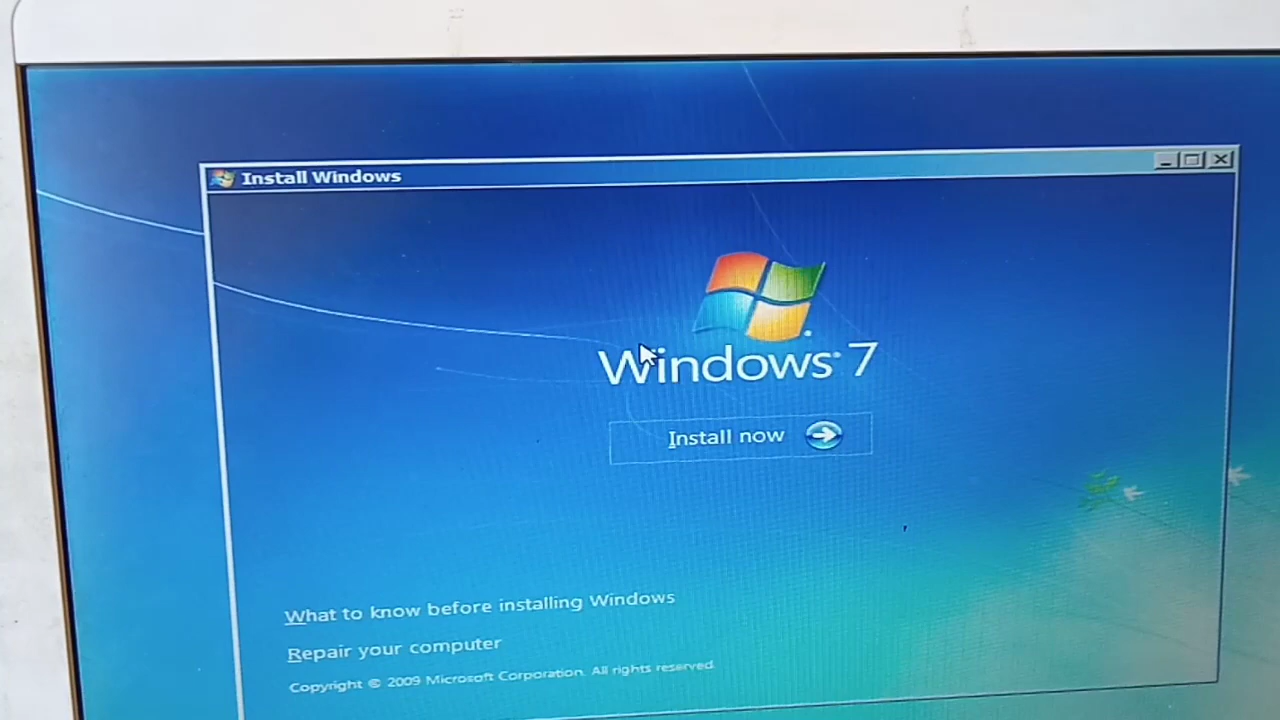 Install Windows
Windows® 7
Install now
What to know before installing Windows
Repair your computer
Copyright © 2009 Microsoft Corporation. All rights reserved.